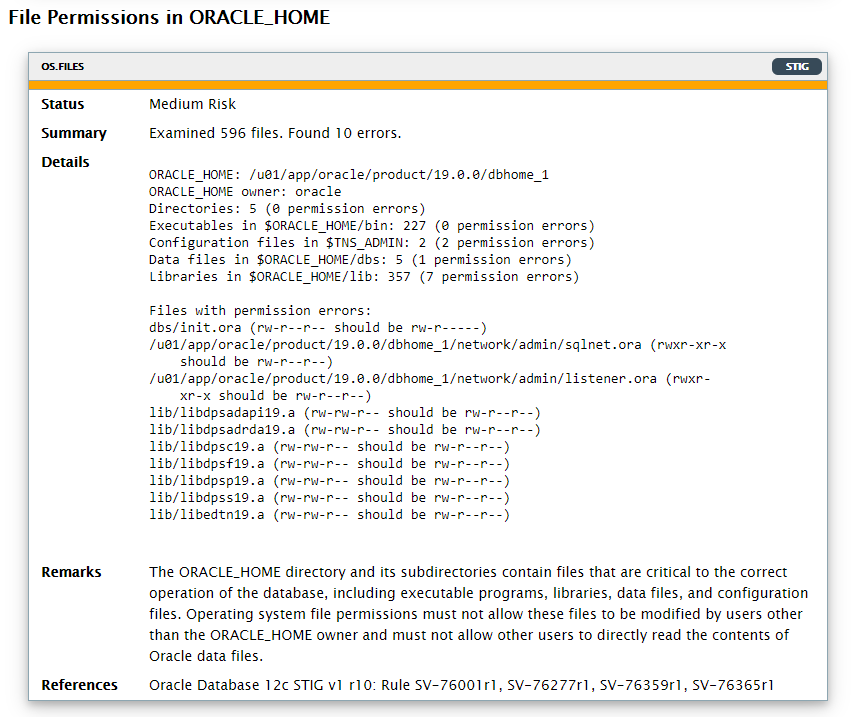 File Permissions in ORACLE_HOME
OS.FILES
STIG
Status Medium Risk
Summary Examined 596 files. Found 10 errors.
Details
ORACLE_HOME: /u01/app/oracle/product/19.0.0/dbhome_1
ORACLE_HOME owner: oracle
Directories: 5 (0 permission errors)
Executables in $ORACLE_HOME/bin: 227 (0 permission errors)
Configuration files in $TNS_ADMIN: 2 (2 permission errors)
Data files in $ORACLE_HOME/dbs: 5 (1 permission errors)
Libraries in $ORACLE_HOME/lib: 357 (7 permission errors)
Files with permission errors:
dbs/init.ora (rw-r--r-- should be rw-r-----)
/u01/app/oracle/product/19.0.0/dbhome_1/network/admin/sqlnet.ora (rwxr-xr-x
should be rw-r--r--)
/u01/app/oracle/product/19.0.0/dbhome_1/network/admin/listener.ora (rwxr-
xr-x should be rw-r--r--)
lib/libdpsadapi19.a (rw-rw-r-- should be rw-r--r--)
lib/libdpsadrda19.a (rw-rw-r-- should be rw-r--r--)
lib/libdpsc19.a (rw-rw-r-- should be rw-r--r--)
lib/libdpsf19.a (rw-rw-r-- should be rw-r--r--)
lib/libdpsp19.a (rw-rw-r-- should be rw-r--r--)
lib/libdpss19.a (rw-rw-r-- should be rw-r--r--)
lib/libedtn19.a (rw-rw-r-- should be rw-r--r--)
Remarks The ORACLE_HOME directory and its subdirectories contain files that are critical to the correct
operation of the database, including executable programs, libraries, data files, and configuration
files. Operating system file permissions must not allow these files to be modified by users other
than the ORACLE_HOME owner and must not allow other users to directly read the contents of
Oracle data files.
References Oracle Database 12c STIG v1 r10: Rule SV-76001r1, SV-76277r1, SV-76359r1, SV-76365r1